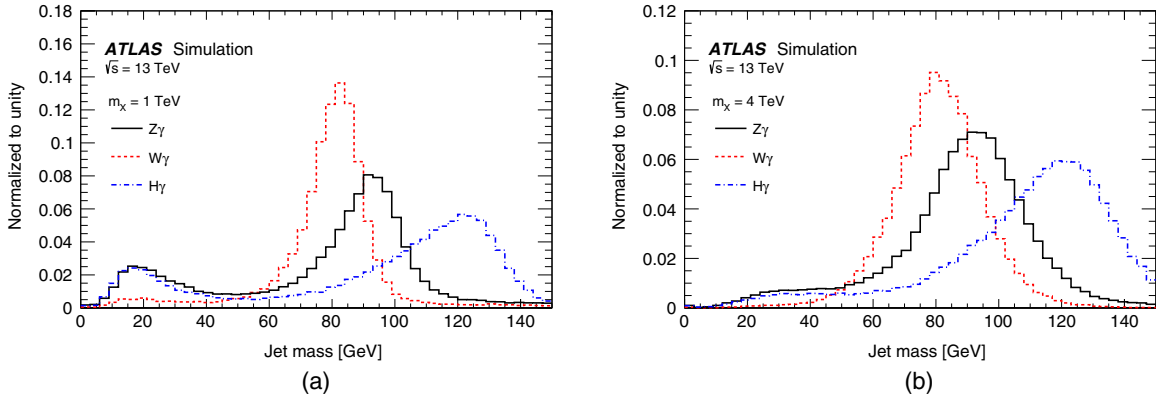 0.18
0.16
0.14
0.12
0.1
0.08
0.06
0.04
0.02
0
Normalized to unity
ATLAS Simulation
√s = 13 TeV
m_X = 1 TeV
Zγ
Wγ
Hγ
0 20 40 60 80 100 120 140
Jet mass [GeV]
(a)
0.12
0.1
0.08
0.06
0.04
0.02
0
Normalized to unity
ATLAS Simulation
√s = 13 TeV
m_X = 4 TeV
Zγ
Wγ
Hγ
0 20 40 60 80 100 120 140
Jet mass [GeV]
(b)